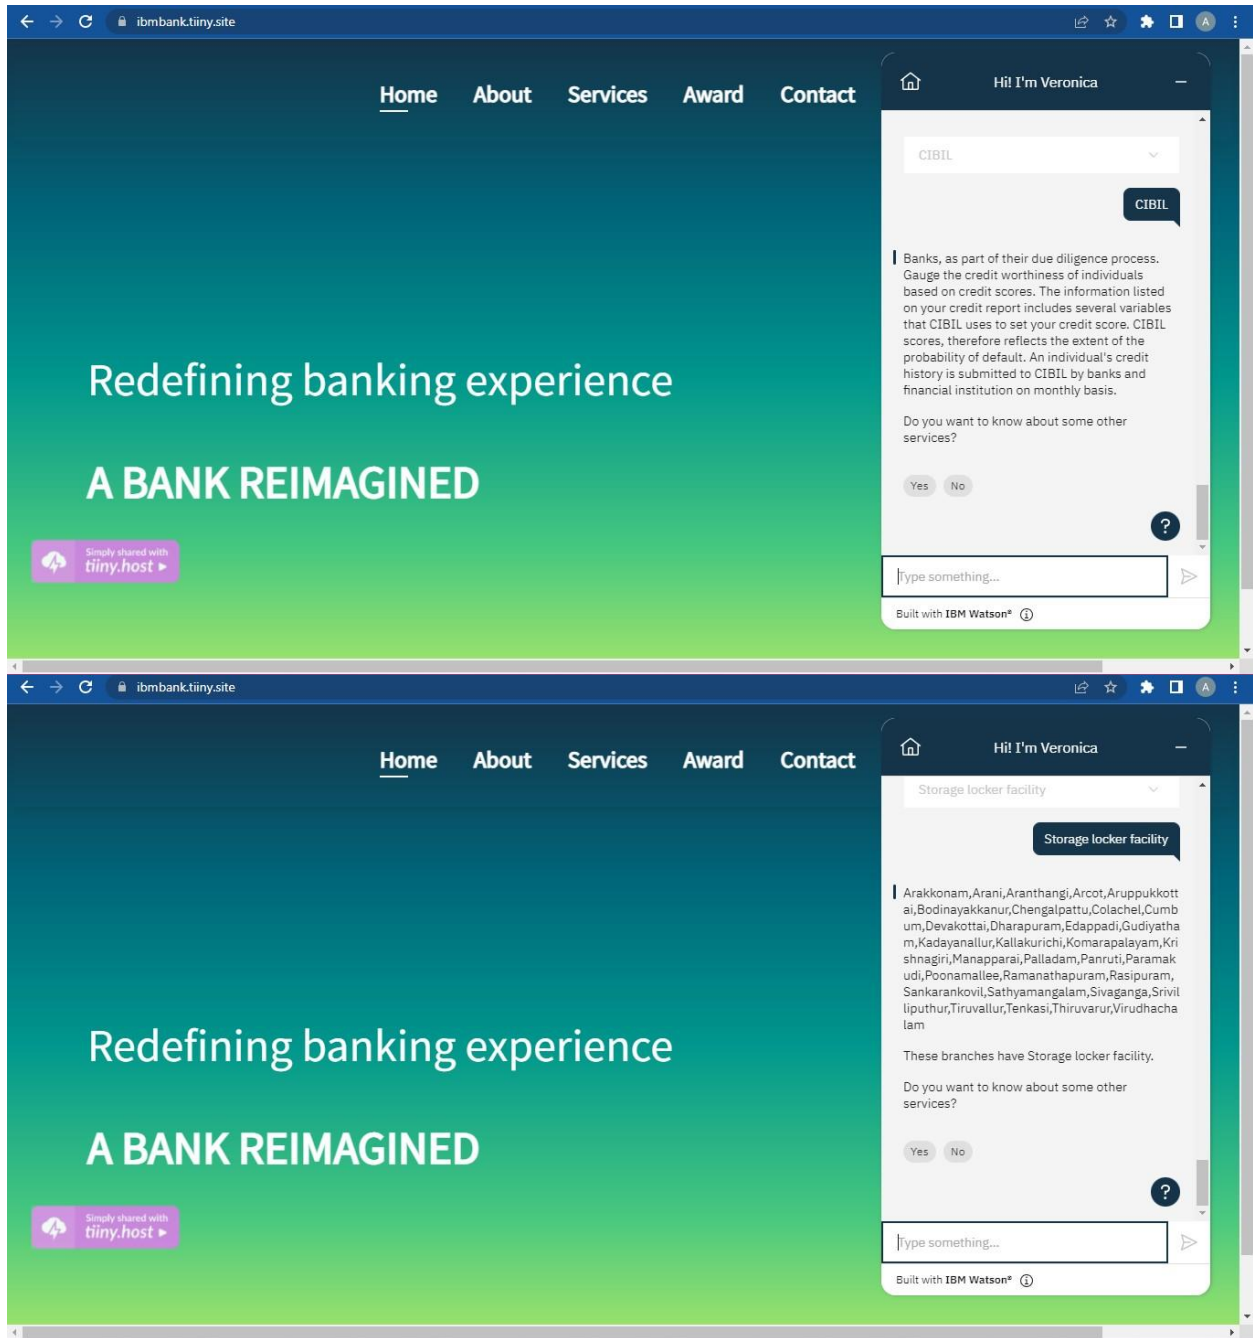 ibmbank.tiiny.site
A
Home About Services Award Contact
Hi! I'm Veronica
CIBIL
CIBIL
Banks, as part of their due diligence process.
Gauge the credit worthiness of individuals
based on credit scores. The information listed
on your credit report includes several variables
that CIBIL uses to set your credit score. CIBIL
scores, therefore reflects the extent of the
probability of default. An individual's credit
history is submitted to CIBIL by banks and
financial institution on monthly basis.
Do you want to know about some other
services?
Yes No
?
Type something...
Built with IBM Watson®
Redefining banking experience
A BANK REIMAGINED
Simply shared with
tiiny.host
ibmbank.tiiny.site
A
Home About Services Award Contact
Hi! I'm Veronica
Storage locker facility
Storage locker facility
Arakkonam,Arani,Aranthangi,Arcot,Aruppukkott
ai,Bodinayakkanur,Chengalpattu,Colachel,Cumb
um,Devakottai,Dharapuram,Edappadi,Gudiyatha
m,Kadayanallur,Kallakurichi,Komarapalayam,Kri
shnagiri,Manapparai,Palladam,Panruti,Paramak
udi,Poonamallee,Ramanathapuram,Rasipuram,
Sankarankovil,Sathyamangalam,Sivaganga,Srivil
liputhur,Tiruvallur,Tenkasi,Thiruvarur,Virudhacha
lam
These branches have Storage locker facility.
Do you want to know about some other
services?
Yes No
?
Type something...
Built with IBM Watson®
Redefining banking experience
A BANK REIMAGINED
Simply shared with
tiiny.host